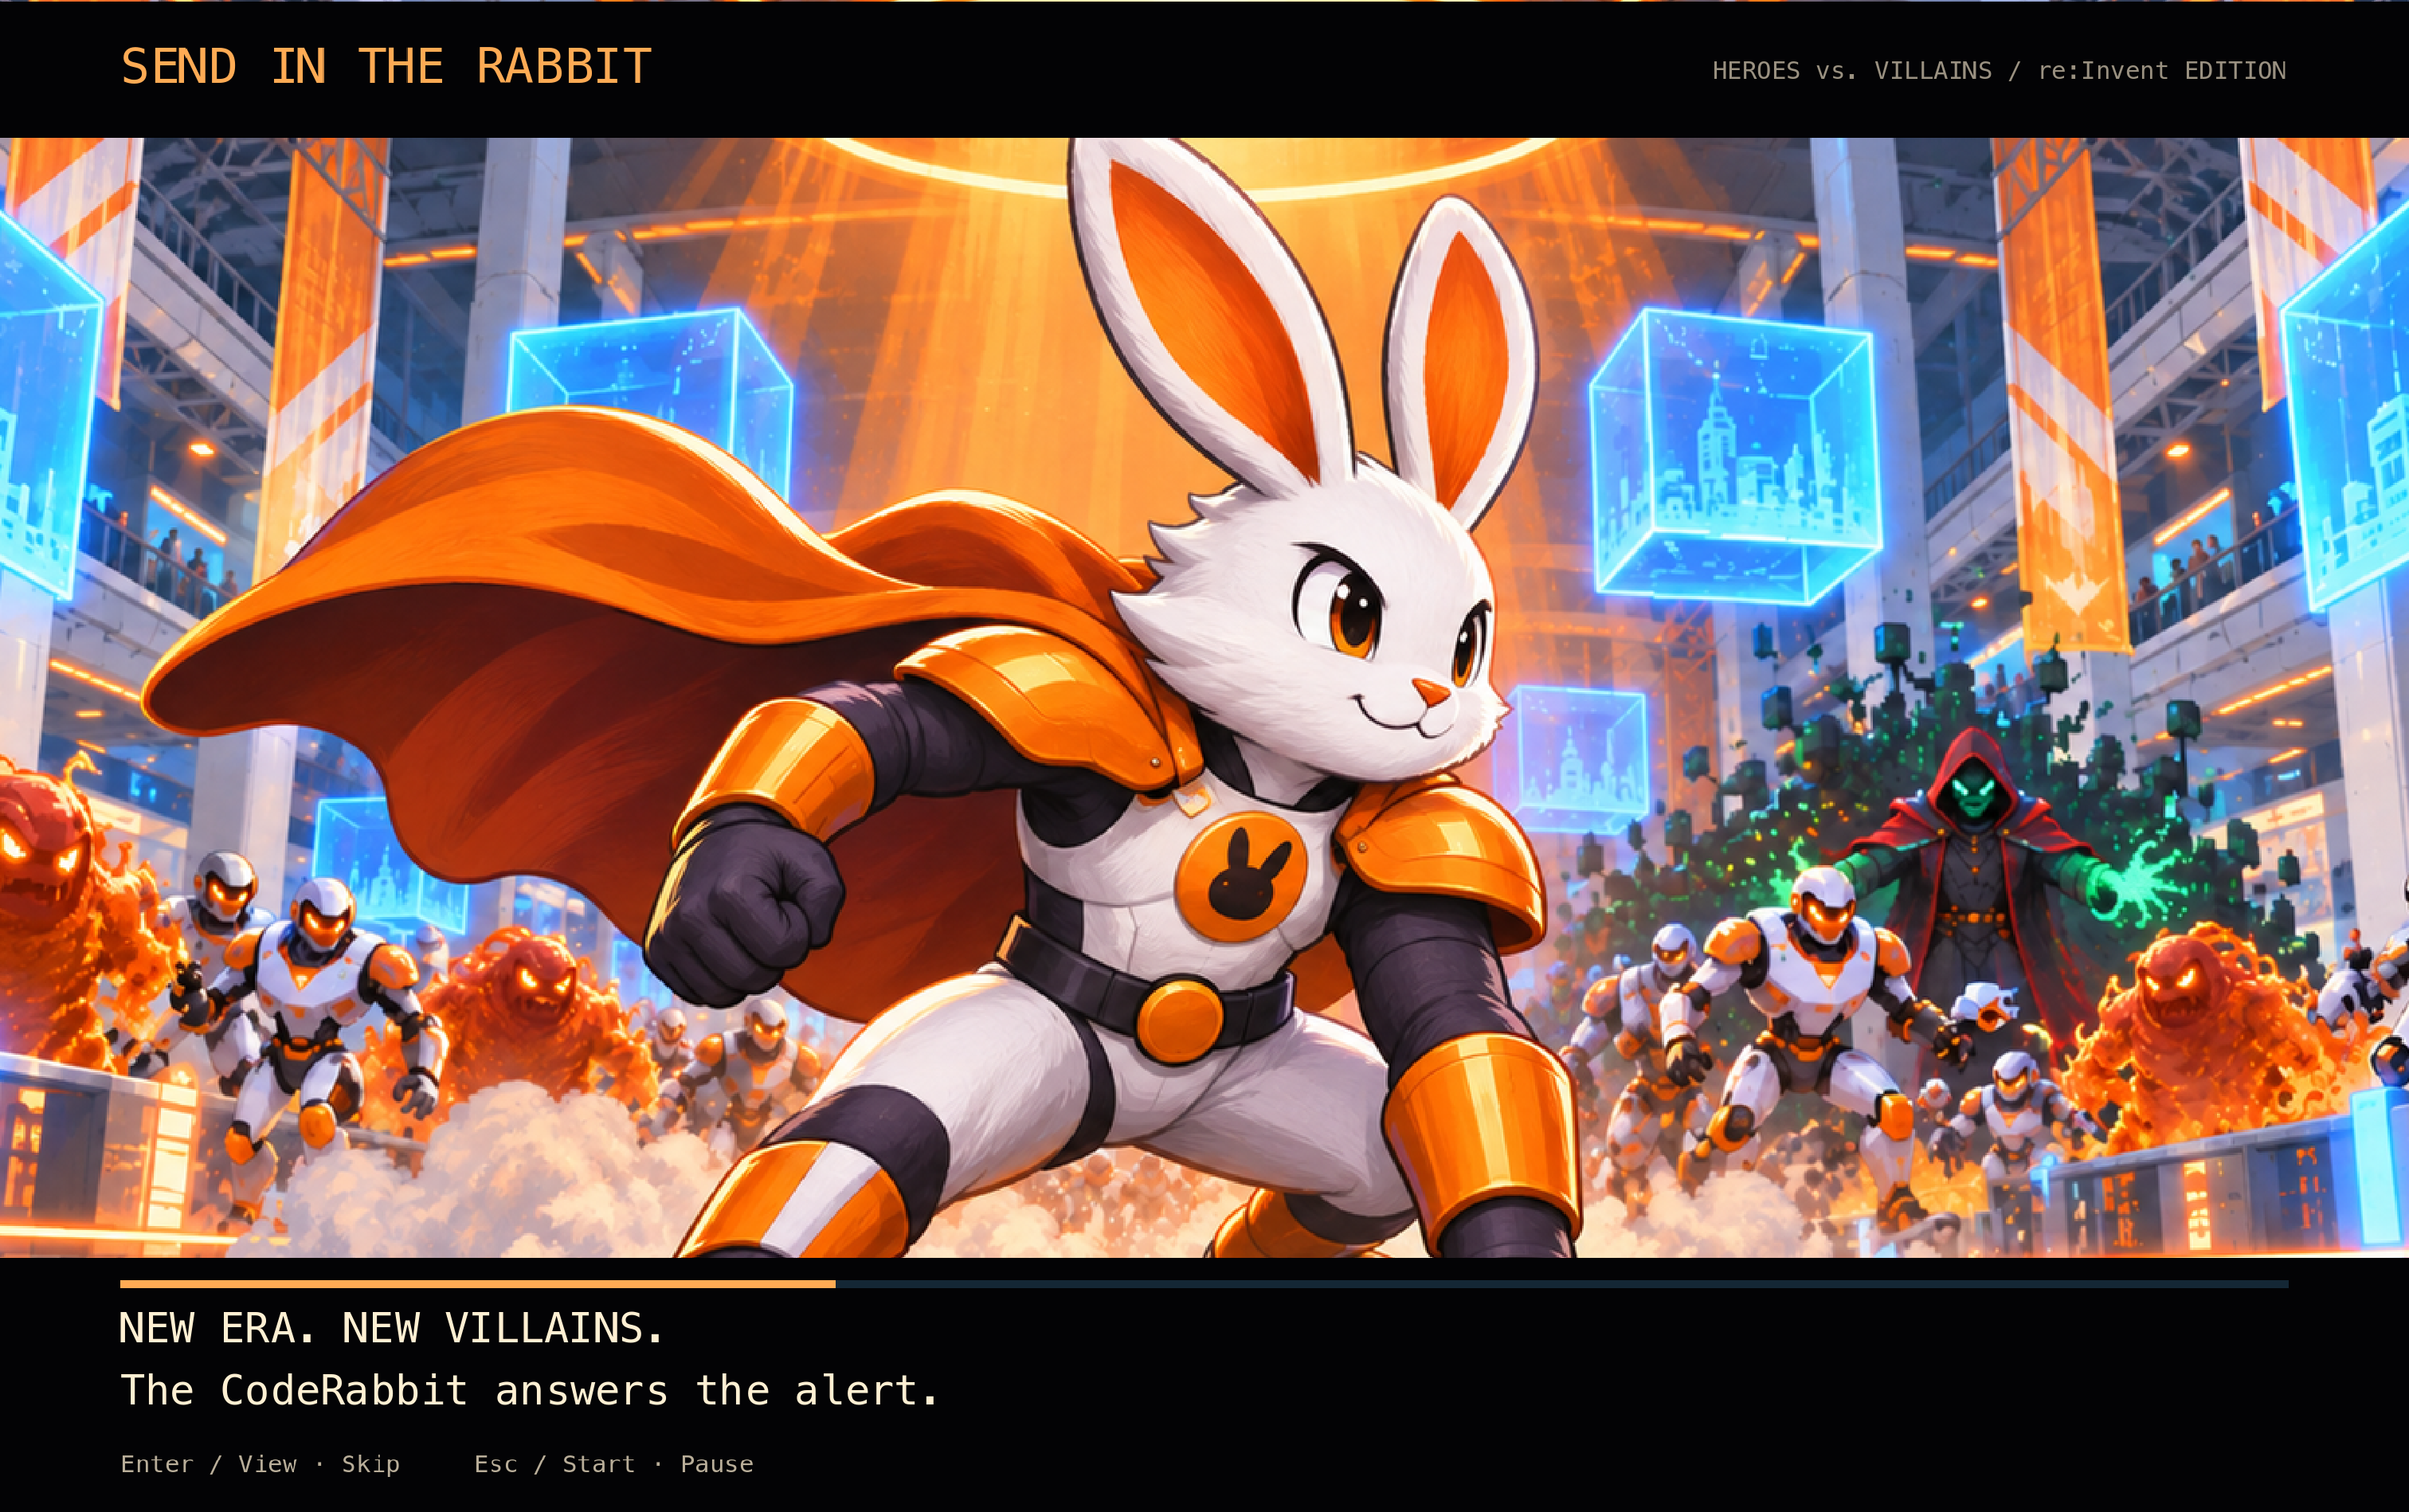 SEND IN THE RABBIT
HEROES vs. VILLAINS / re:Invent EDITION
NEW ERA. NEW VILLAINS.
The CodeRabbit answers the alert.
Enter / View · Skip Esc / Start · Pause